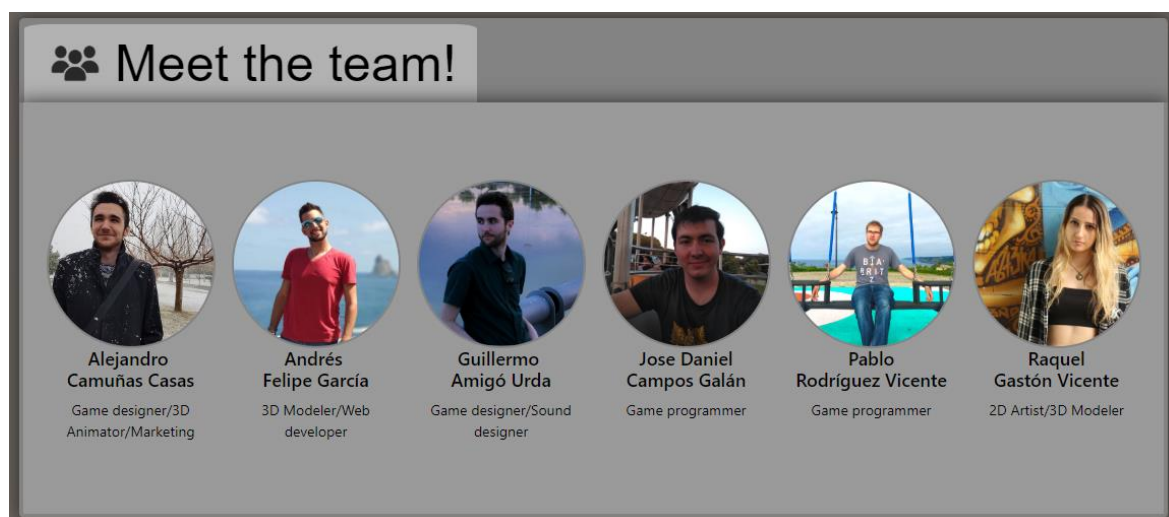 Meet the team!
BIA·
RRITZ
Alejandro
Camuñas Casas
Game designer/3D
Animator/Marketing
Andrés
Felipe García
3D Modeler/Web
developer
Guillermo
Amigó Urda
Game designer/Sound
designer
Jose Daniel
Campos Galán
Game programmer
Pablo
Rodríguez Vicente
Game programmer
Raquel
Gastón Vicente
2D Artist/3D Modeler